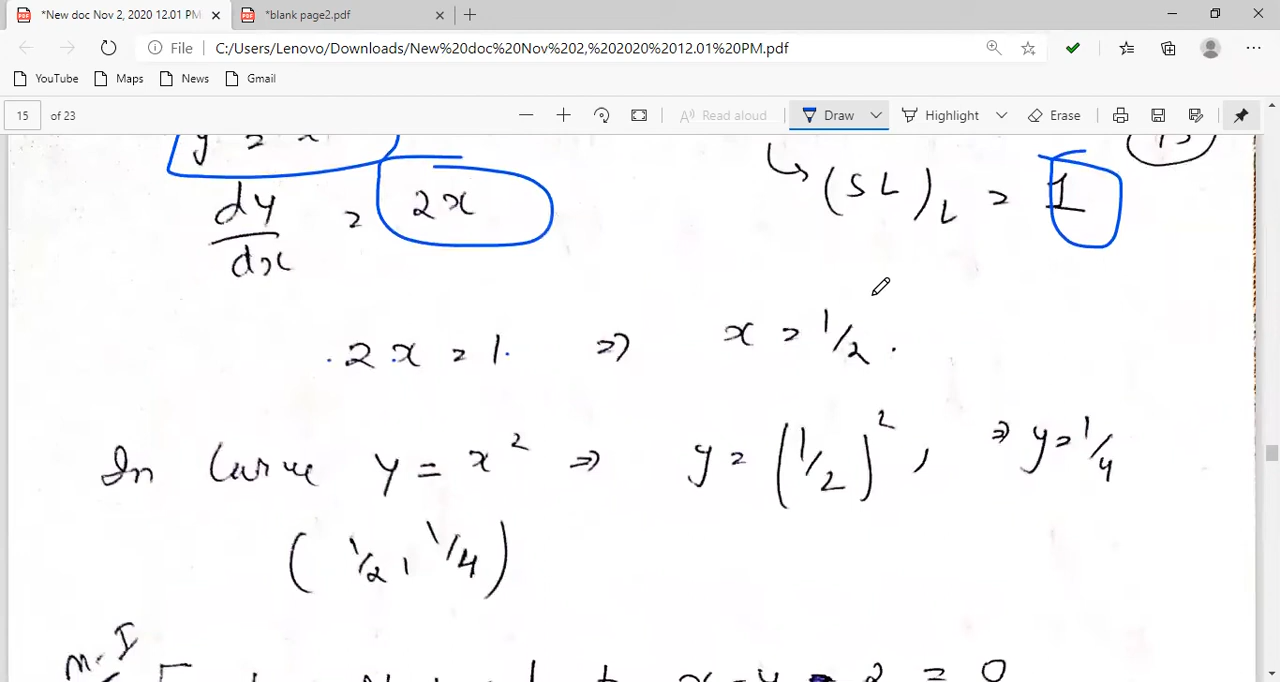 *New doc Nov 2, 2020 12.01 PM
*blank page2.pdf
File C:/Users/Lenovo/Downloads/New%20doc%20Nov%202,%202020%2012.01%20PM.pdf
YouTube Maps News Gmail
15 of 23 Read aloud Draw Highlight Erase
y = x
dy/dx = 2x
(SL)L = 1
2x = 1 ⇒ x = 1/2.
In Curve y = x² ⇒ y = (1/2)², ⇒ y = 1/4
(1/2, 1/4)
M-I